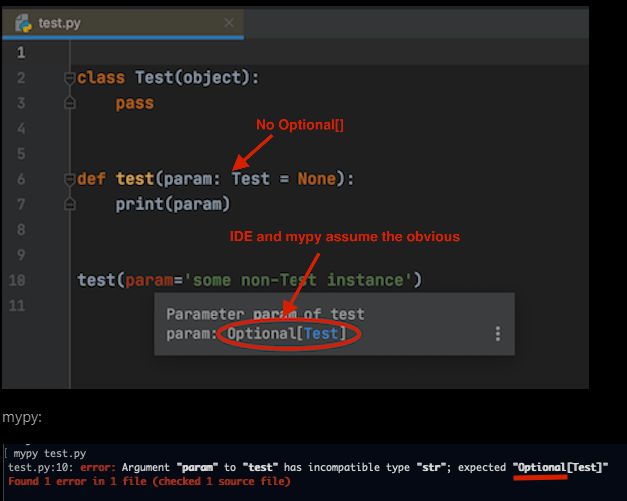 test.py
1
2 class Test(object):
3 pass
4
No Optional[]
5
6 def test(param: Test = None):
7 print(param)
8
IDE and mypy assume the obvious
9
10 test(param='some non-Test instance')
11
Parameter param of test
param: Optional[Test]
mypy:
[ mypy test.py
test.py:10: error: Argument "param" to "test" has incompatible type "str"; expected "Optional[Test]"
Found 1 error in 1 file (checked 1 source file)